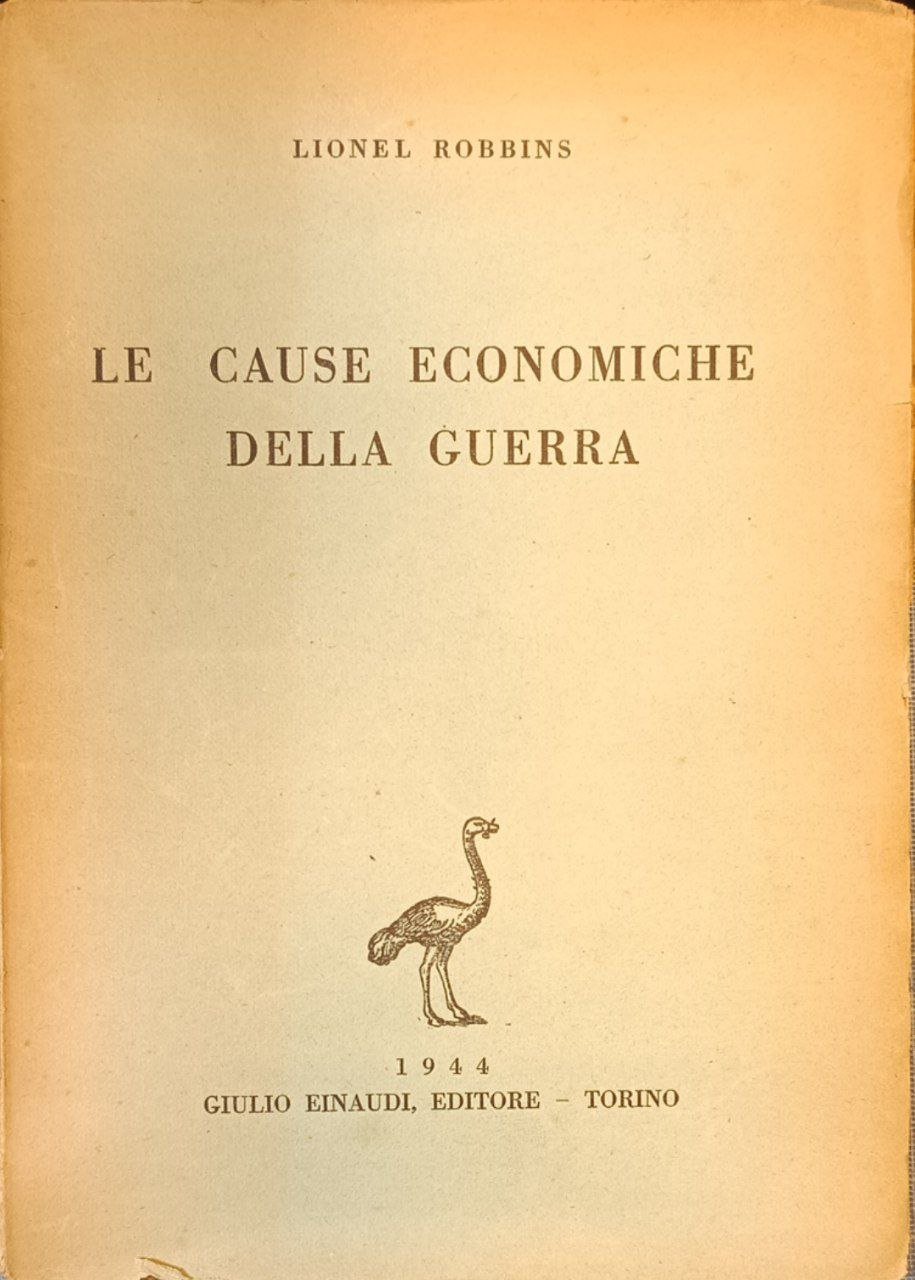 LIONEL ROBBINS
LE CAUSE ECONOMICHE
DELLA GUERRA
1944
GIULIO EINAUDI, EDITORE – TORINO